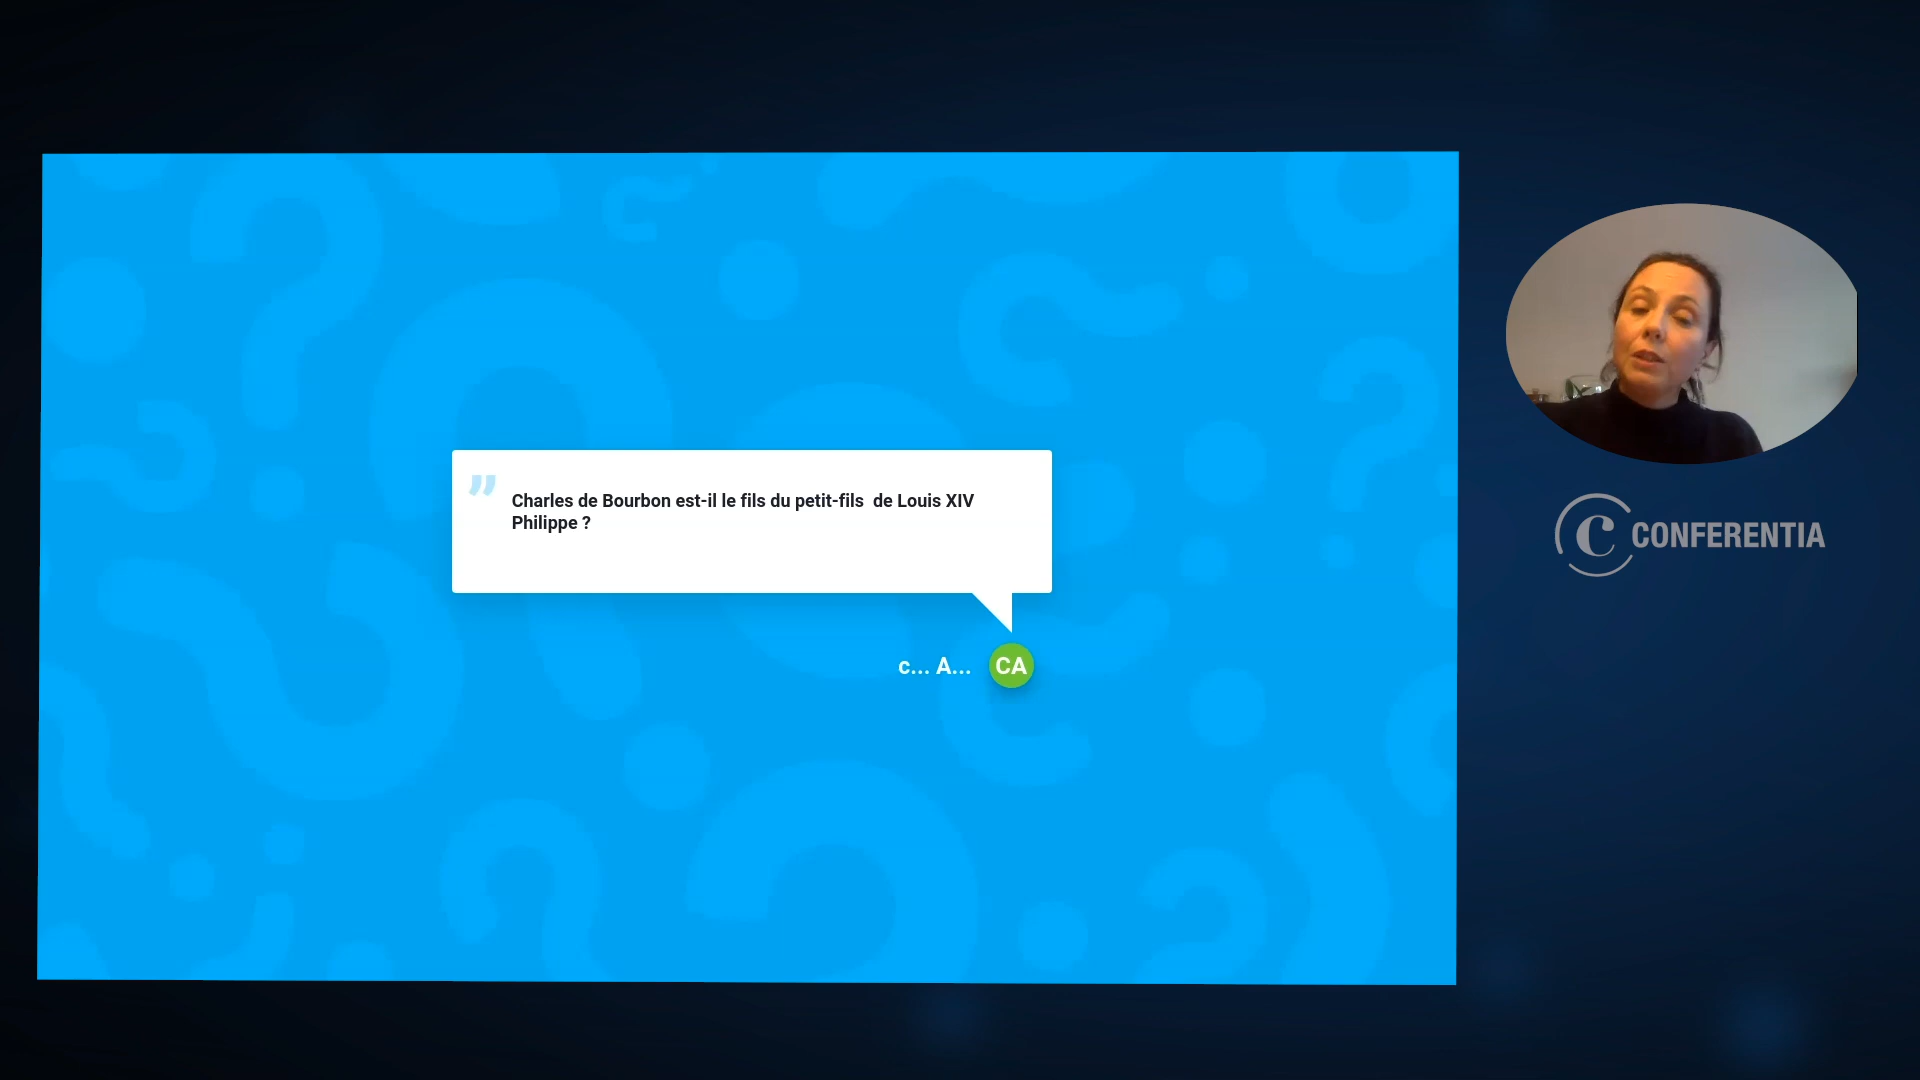 Charles de Bourbon est-il le fils du petit-fils  de Louis XIV
Philippe ?
c... A...
CA
C CONFERENTIA